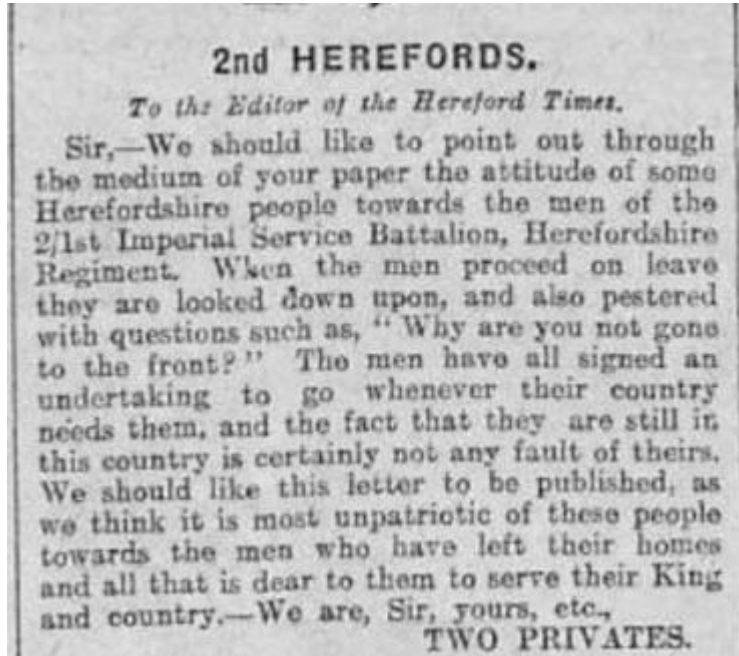 2nd HEREFORDS.
To the Editor of the Hereford Times.
Sir,—We should like to point out through
the medium of your paper the attitude of some
Herefordshire people towards the men of the
2/1st Imperial Service Battalion, Herefordshire
Regiment. When the men proceed on leave
they are looked down upon, and also pestered
with questions such as, "Why are you not gone
to the front?" The men have all signed an
undertaking to go whenever their country
needs them, and the fact that they are still in
this country is certainly not any fault of theirs.
We should like this letter to be published, as
we think it is most unpatriotic of these people
towards the men who have left their homes
and all that is dear to them to serve their King
and country.—We are, Sir, yours, etc.,
TWO PRIVATES.